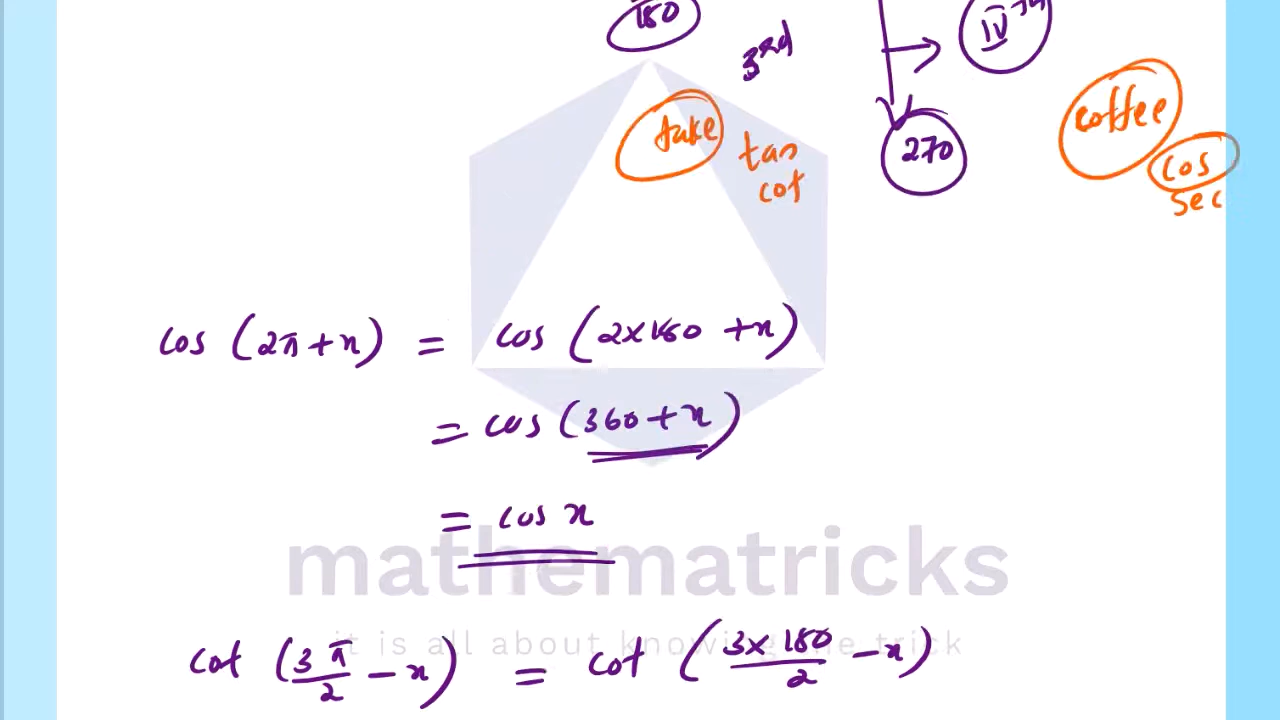 180
3rd
IV th
take
tan
cot
270
coffee
cos
sec
cos (2π + x) = cos (2×180 + x)
= cos (360 + x)
= cos x
mathematricks
it is all about knowing the trick
cot (3π/2 - x) = cot (3×180/2 - x)